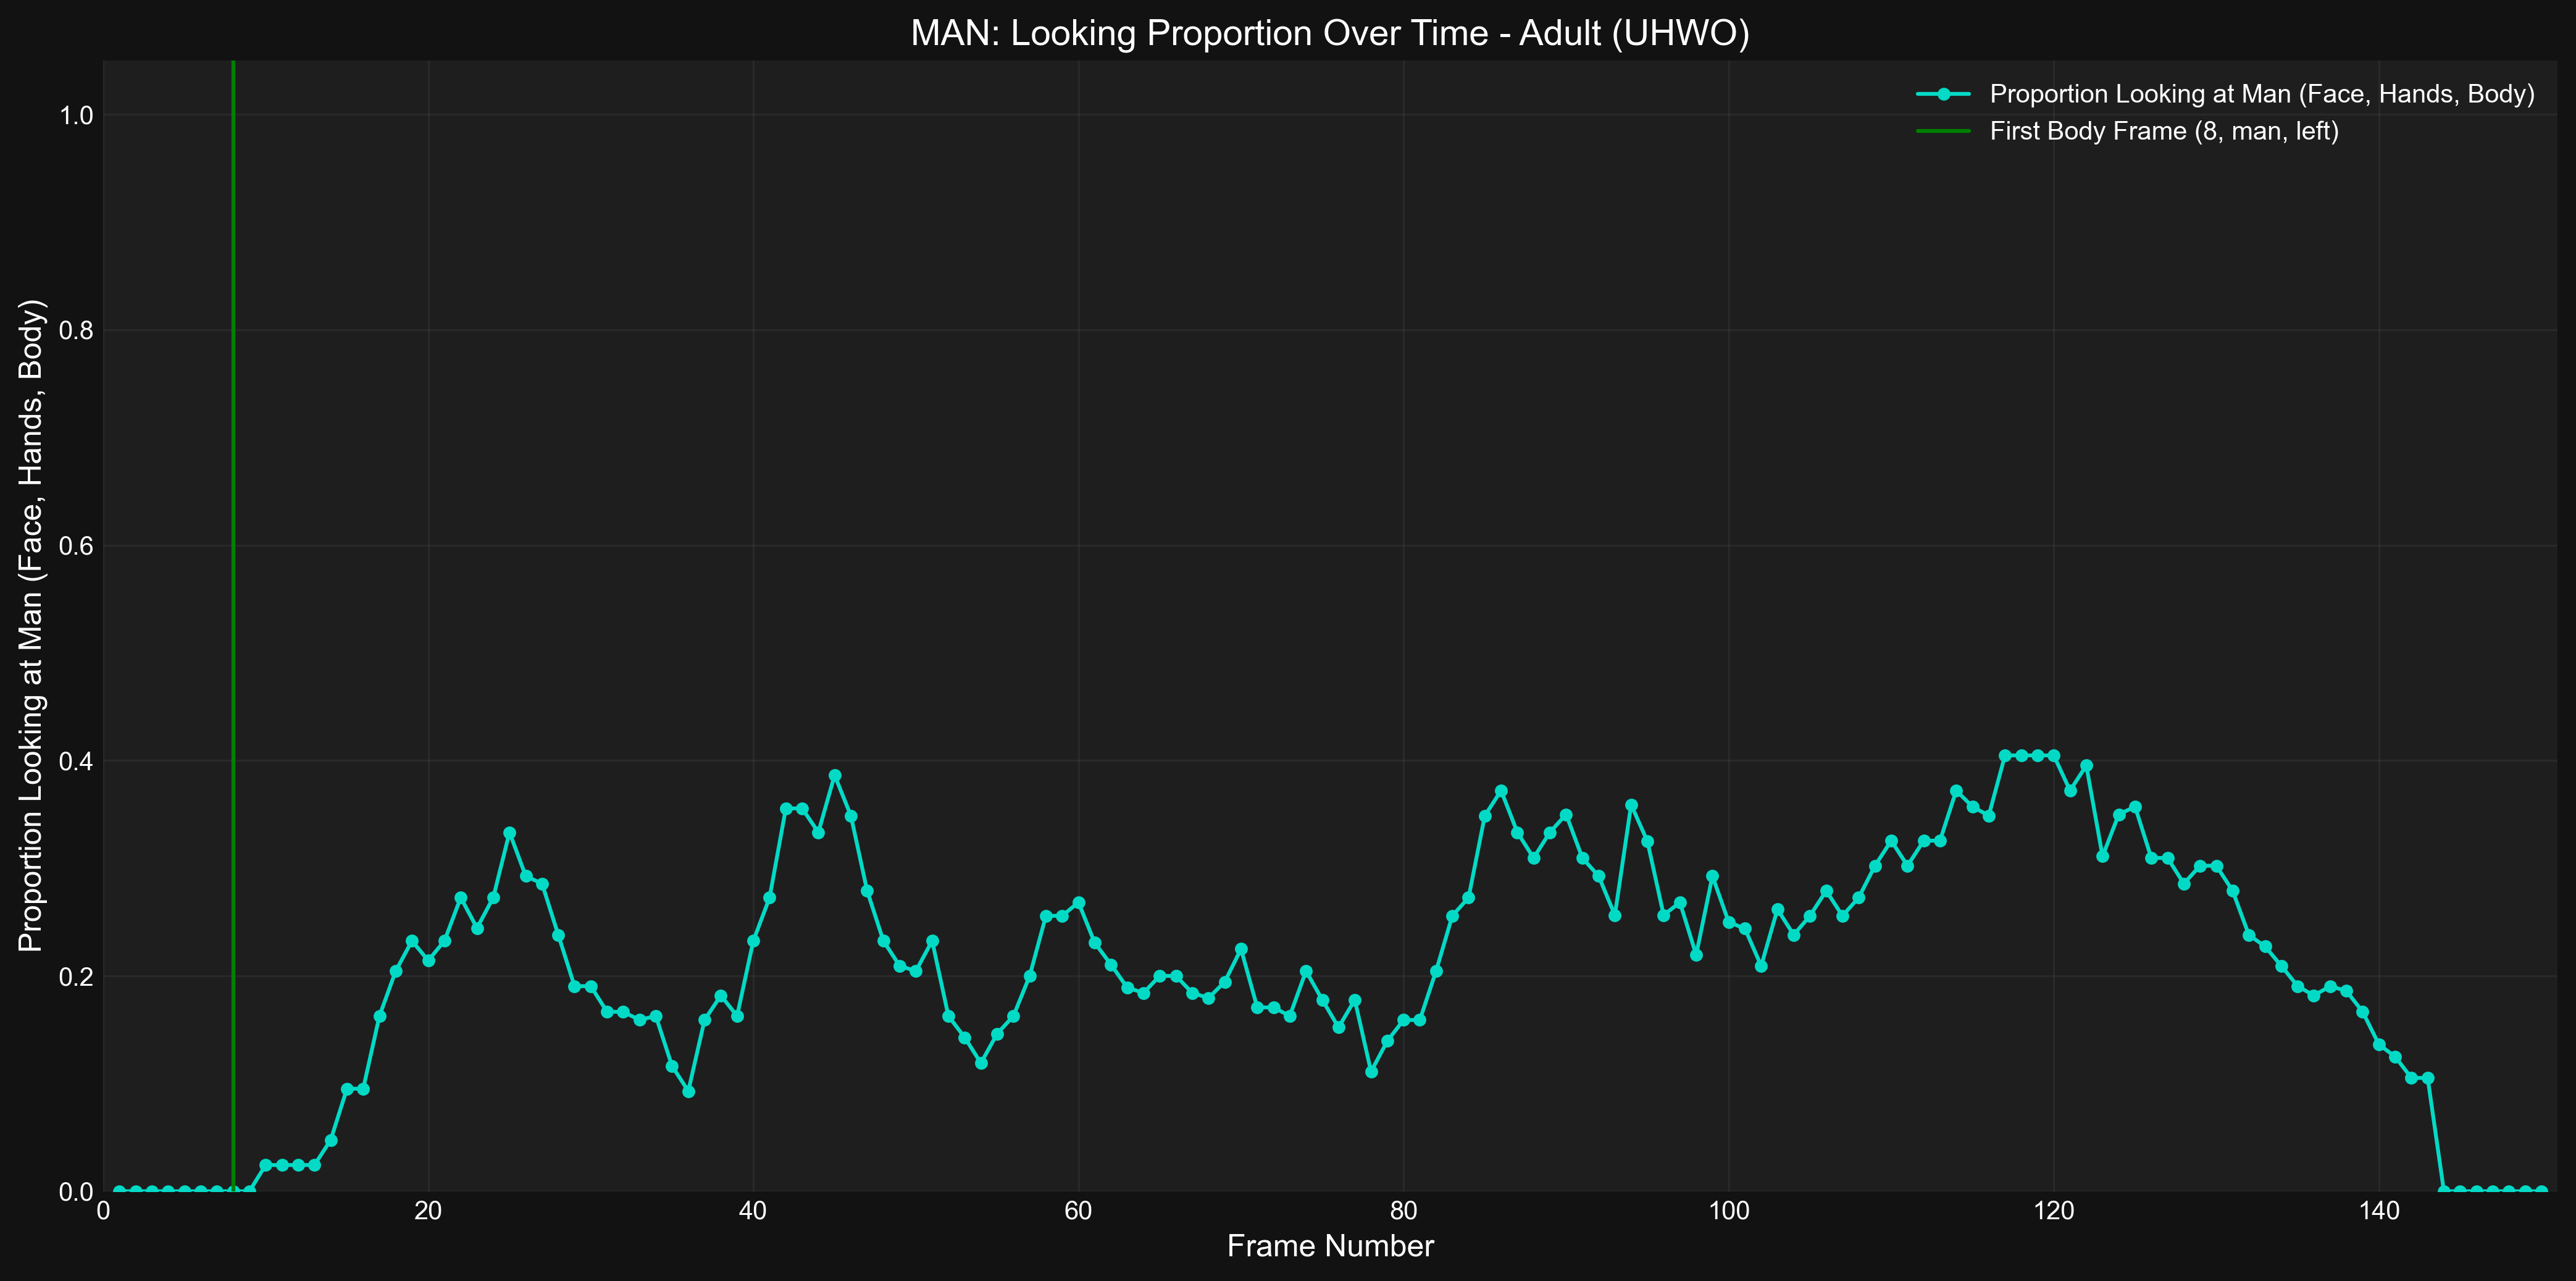 MAN: Looking Proportion Over Time - Adult (UHWO)
Proportion Looking at Man (Face, Hands, Body)
First Body Frame (8, man, left)
Proportion Looking at Man (Face, Hands, Body)
1.0
0.8
0.6
0.4
0.2
0.0
0 20 40 60 80 100 120 140
Frame Number